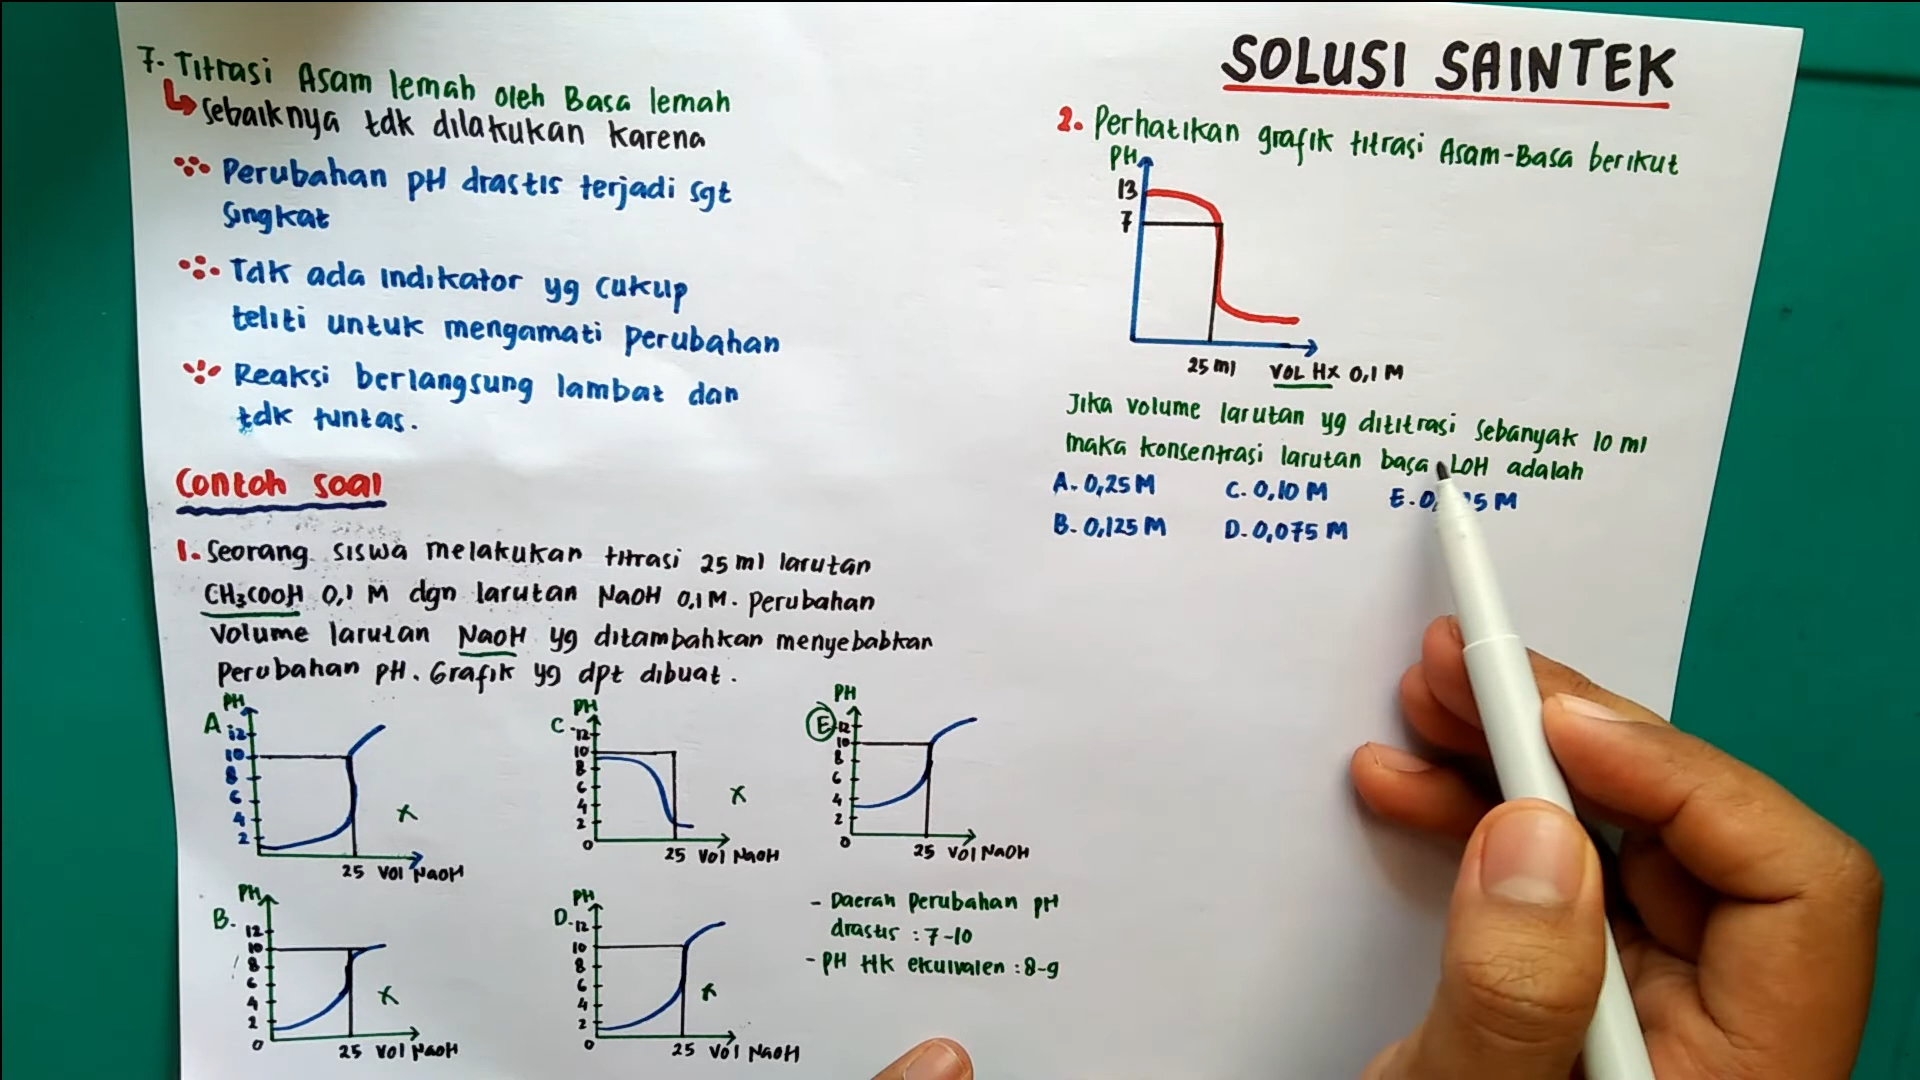 7. Titrasi Asam lemah oleh Basa lemah
sebaiknya tdk dilakukan karena
Perubahan pH drastis terjadi sgt
singkat
Tdk ada indikator yg cukup
teliti untuk mengamati perubahan
Reaksi berlangsung lambat dan
tdk tuntas.
Contoh soal
1. Seorang siswa melakukan titrasi 25 ml larutan
CH₃COOH 0,1 M dgn larutan NaOH 0,1 M. Perubahan
Volume larutan NaOH yg ditambahkan menyebabkan
Perubahan pH. Grafik yg dpt dibuat.
A
PH
12
10
8
6
4
2
25 Vol NaOH
x
B.
PH
12
10
8
6
4
2
0
25 Vol NaOH
x
C
PH
12
10
8
6
4
2
0
25 Vol NaOH
x
D.
PH
12
10
8
6
4
2
0
25 Vol NaOH
x
E
PH
12
10
8
6
4
2
0
25 Vol NaOH
- Daerah perubahan pH
drastis : 7-10
- PH HK ekuivalen : 8-9
SOLUSI SAINTEK
2. Perhatikan grafik titrasi Asam-Basa berikut
PH
13
7
25 ml
VOL HX 0,1 M
Jika volume larutan yg dititrasi sebanyak 10 ml
maka konsentrasi larutan basa LOH adalah
A. 0,25 M
C. 0,10 M
E. M
B. 0,125 M
D. 0,075 M